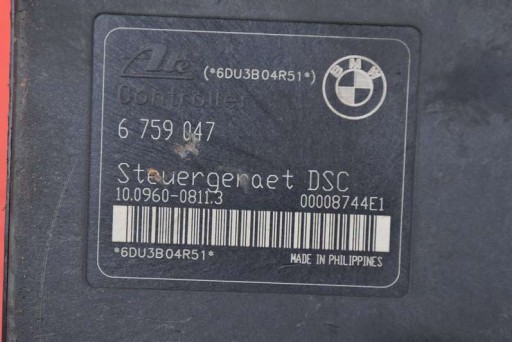 Ate (*6DU3B04R51*)
BMW
Controller
6 759 047
Steuergeraet DSC
10.0960-0811.3 00008744E1
*6DU3B04R51* MADE IN PHILIPPINES